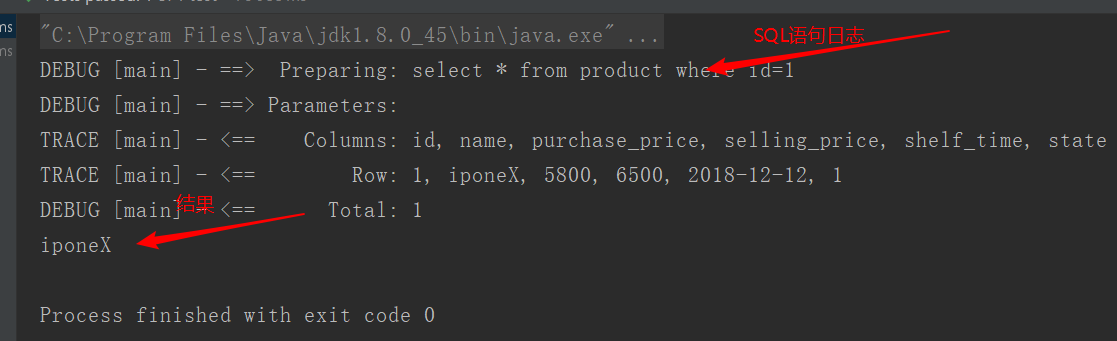 ms
ms
"C:\Program Files\Java\jdk1.8.0_45\bin\java.exe" ...
SQL语句日志
DEBUG [main] - ==>  Preparing: select * from product where id=1
DEBUG [main] - ==> Parameters:
TRACE [main] - <==    Columns: id, name, purchase_price, selling_price, shelf_time, state
TRACE [main] - <==        Row: 1, iponeX, 5800, 6500, 2018-12-12, 1
结果
DEBUG [main] - <==      Total: 1
iponeX
Process finished with exit code 0